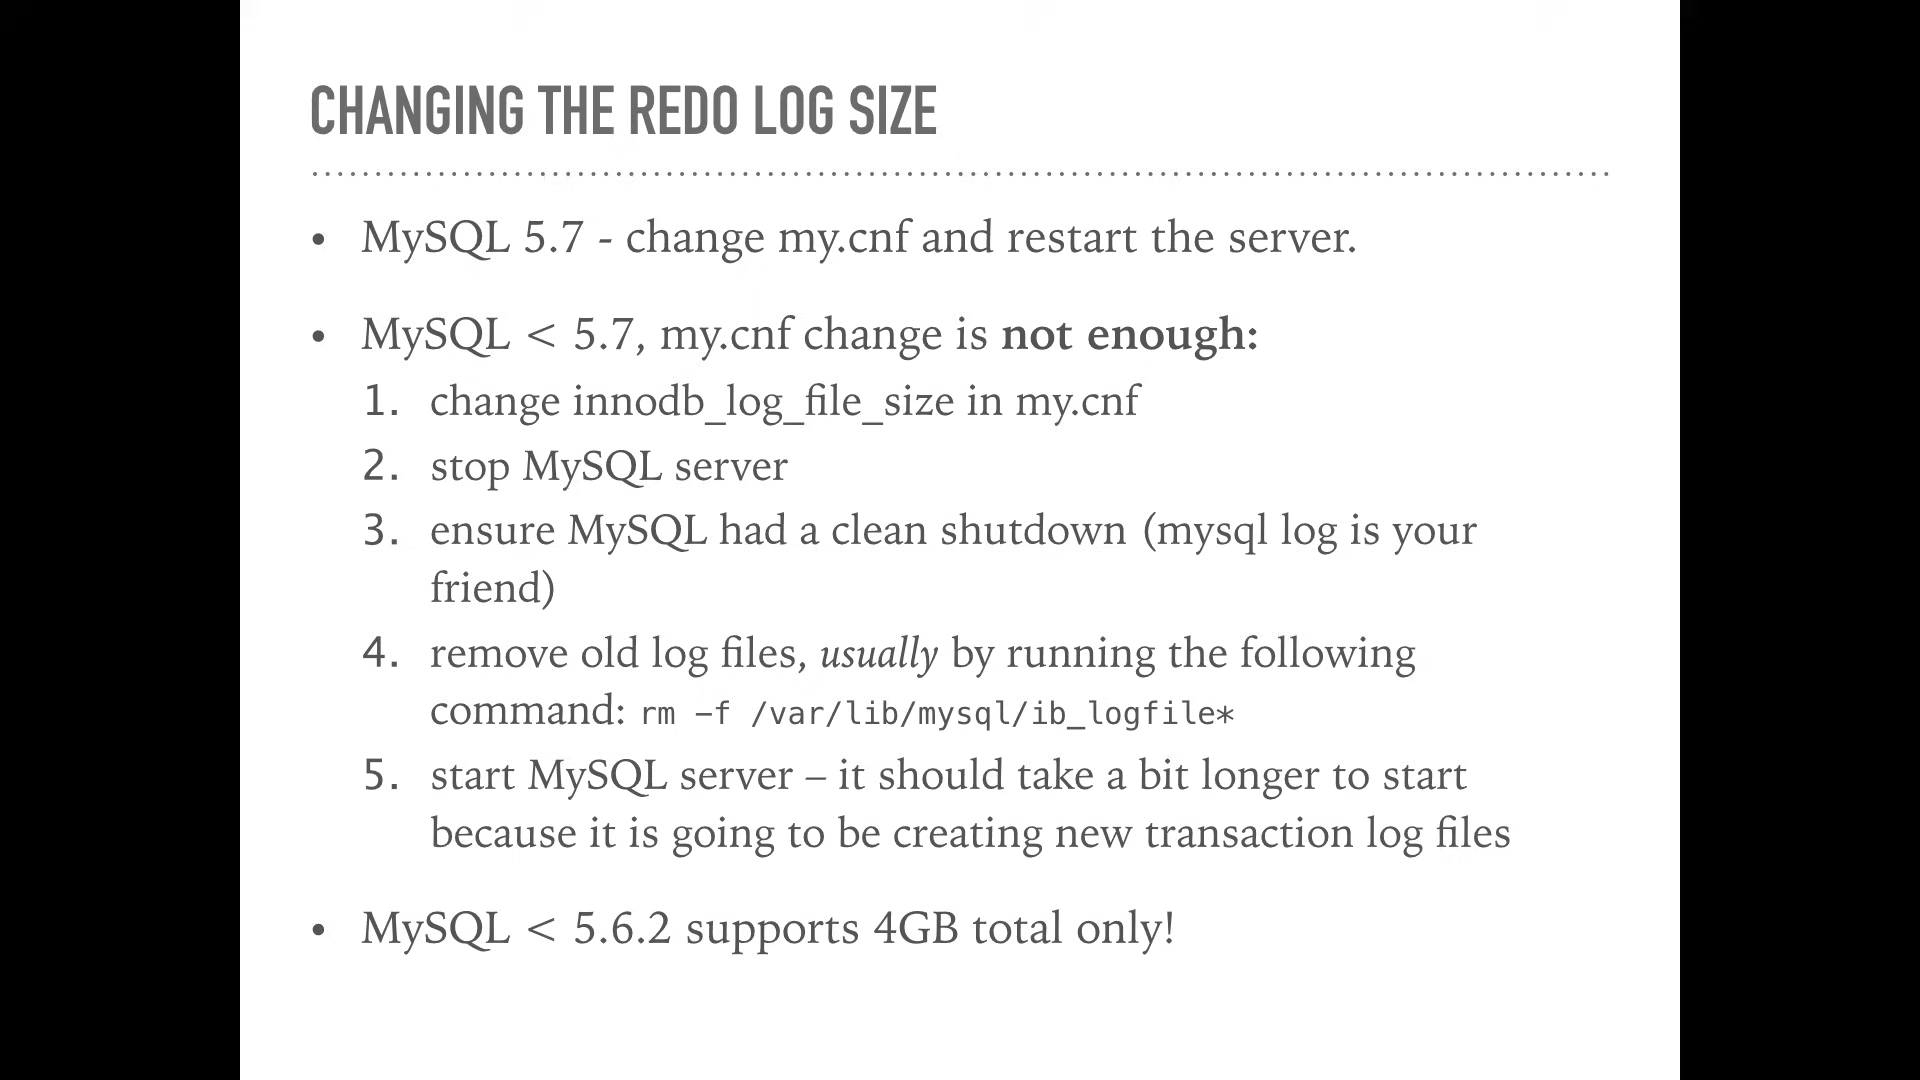 CHANGING THE REDO LOG SIZE
• MySQL 5.7 - change my.cnf and restart the server.
• MySQL < 5.7, my.cnf change is not enough:
1. change innodb_log_file_size in my.cnf
2. stop MySQL server
3. ensure MySQL had a clean shutdown (mysql log is your
friend)
4. remove old log files, usually by running the following
command: rm –f /var/lib/mysql/ib_logfile*
5. start MySQL server – it should take a bit longer to start
because it is going to be creating new transaction log files
• MySQL < 5.6.2 supports 4GB total only!